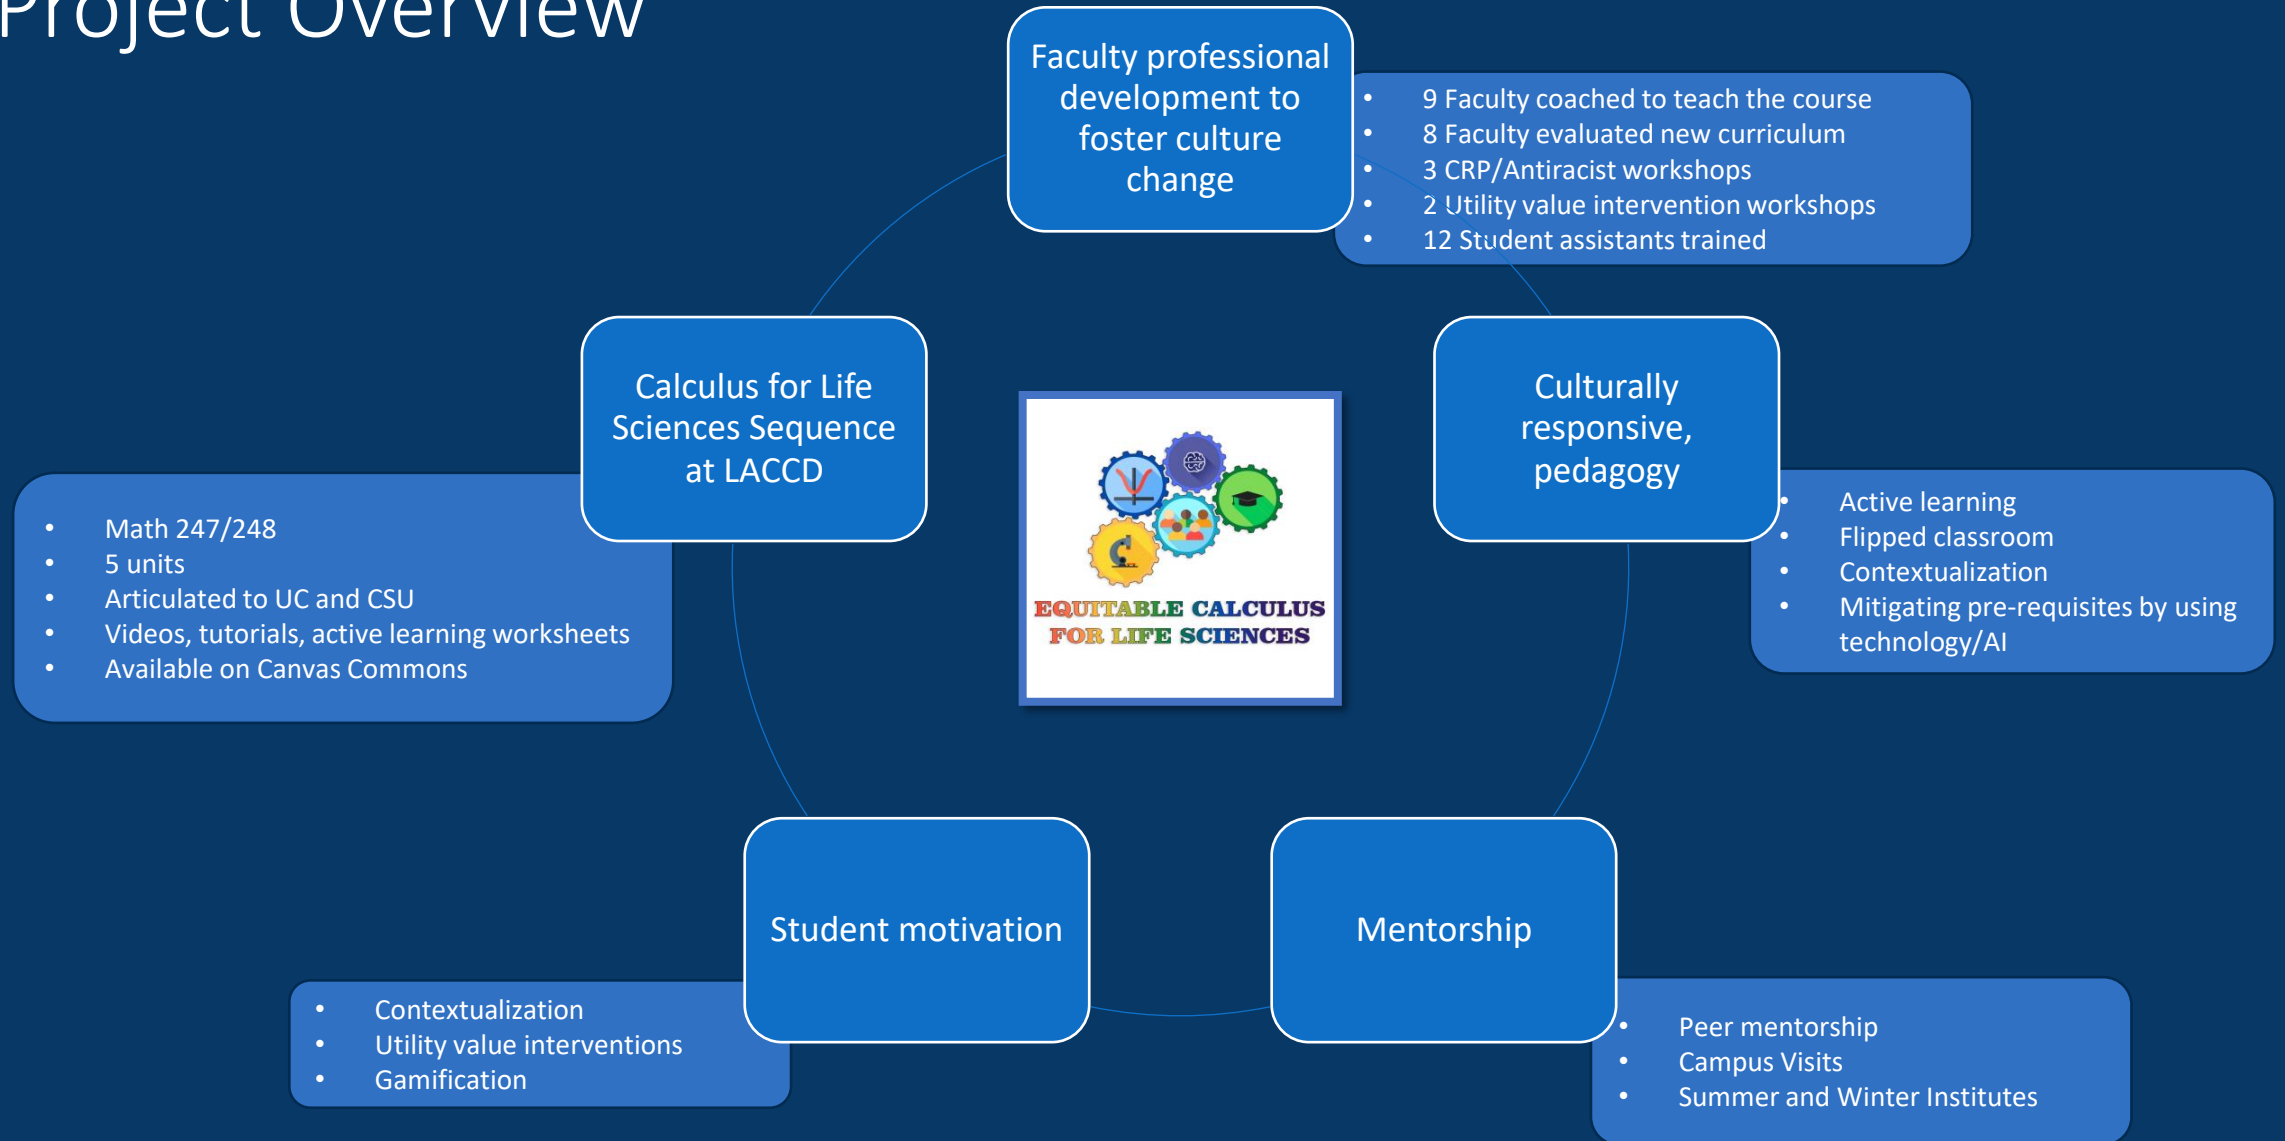 Project Overview
Faculty professional
development to
foster culture
change
• 9 Faculty coached to teach the course
• 8 Faculty evaluated new curriculum
• 3 CRP/Antiracist workshops
• 2 Utility value intervention workshops
• 12 Student assistants trained
Culturally
responsive,
pedagogy
• Active learning
• Flipped classroom
• Contextualization
• Mitigating pre-requisites by using
technology/AI
Mentorship
• Peer mentorship
• Campus Visits
• Summer and Winter Institutes
Student motivation
• Contextualization
• Utility value interventions
• Gamification
Calculus for Life
Sciences Sequence
at LACCD
• Math 247/248
• 5 units
• Articulated to UC and CSU
• Videos, tutorials, active learning worksheets
• Available on Canvas Commons
EQUITABLE CALCULUS
FOR LIFE SCIENCES